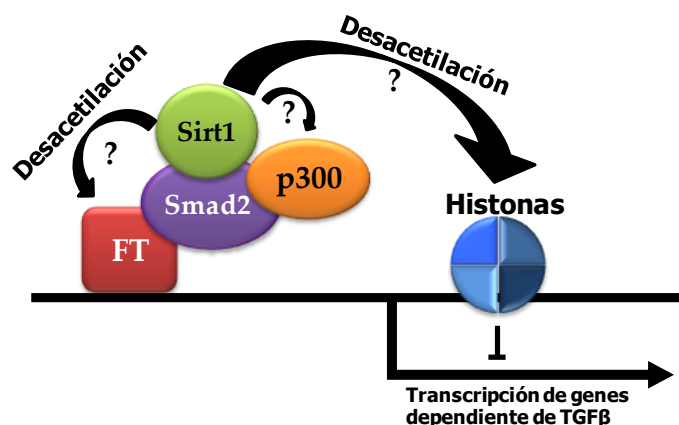 Desacetilación
?
Desacetilación
?
?
Sirt1
p300
Smad2
FT
Histonas
Transcripción de genes
dependiente de TGFβ